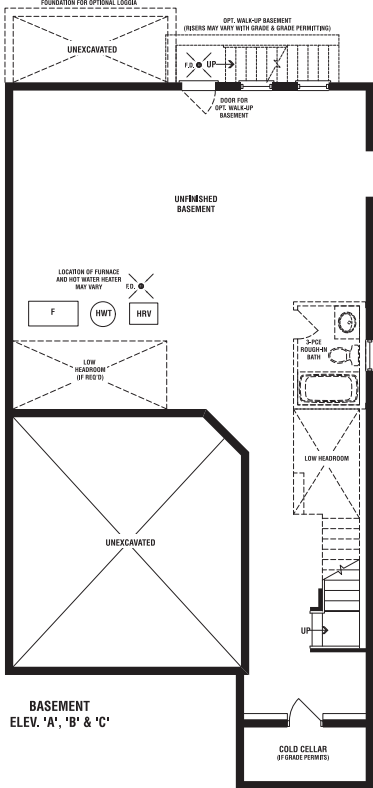 FOUNDATION FOR OPTIONAL LOGGIA
OPT. WALK-UP BASEMENT
(RISERS MAY VARY WITH GRADE & GRADE PERMITTING)
UNEXCAVATED
F.D.
UP
DOOR FOR
OPT. WALK-UP
BASEMENT
UNFINISHED
BASEMENT
LOCATION OF FURNACE
AND HOT WATER HEATER
MAY VARY
F.D.
F
HWT
HRV
3-PCE
ROUGH-IN
BATH
LOW
HEADROOM
(IF REQ'D)
LOW HEADROOM
UNEXCAVATED
UP
BASEMENT
ELEV. 'A', 'B' & 'C'
COLD CELLAR
(IF GRADE PERMITS)